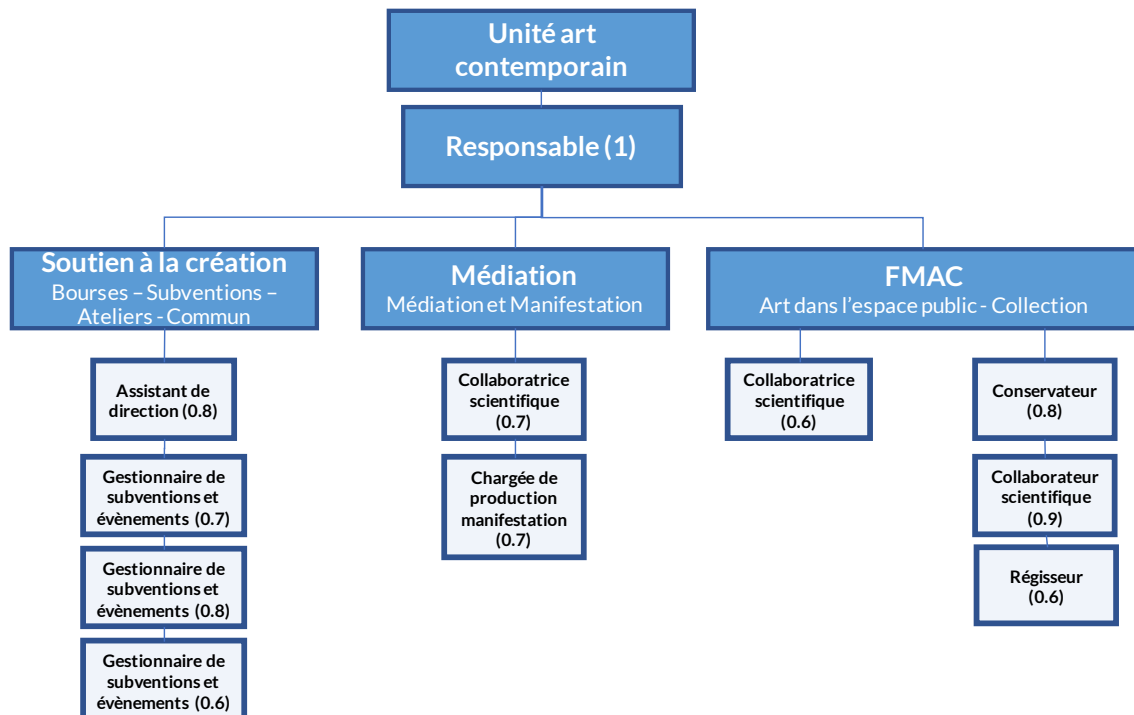 Unité art
contemporain
Responsable (1)
Soutien à la création
Bourses – Subventions –
Ateliers - Commun
Médiation
Médiation et Manifestation
FMAC
Art dans l’espace public - Collection
Assistant de
direction (0.8)
Gestionnaire de
subventions et
évènements (0.7)
Gestionnaire de
subventions et
évènements (0.8)
Gestionnaire de
subventions et
évènements (0.6)
Collaboratrice
scientifique
(0.7)
Chargée de
production
manifestation
(0.7)
Collaboratrice
scientifique
(0.6)
Conservateur
(0.8)
Collaborateur
scientifique
(0.9)
Régisseur
(0.6)